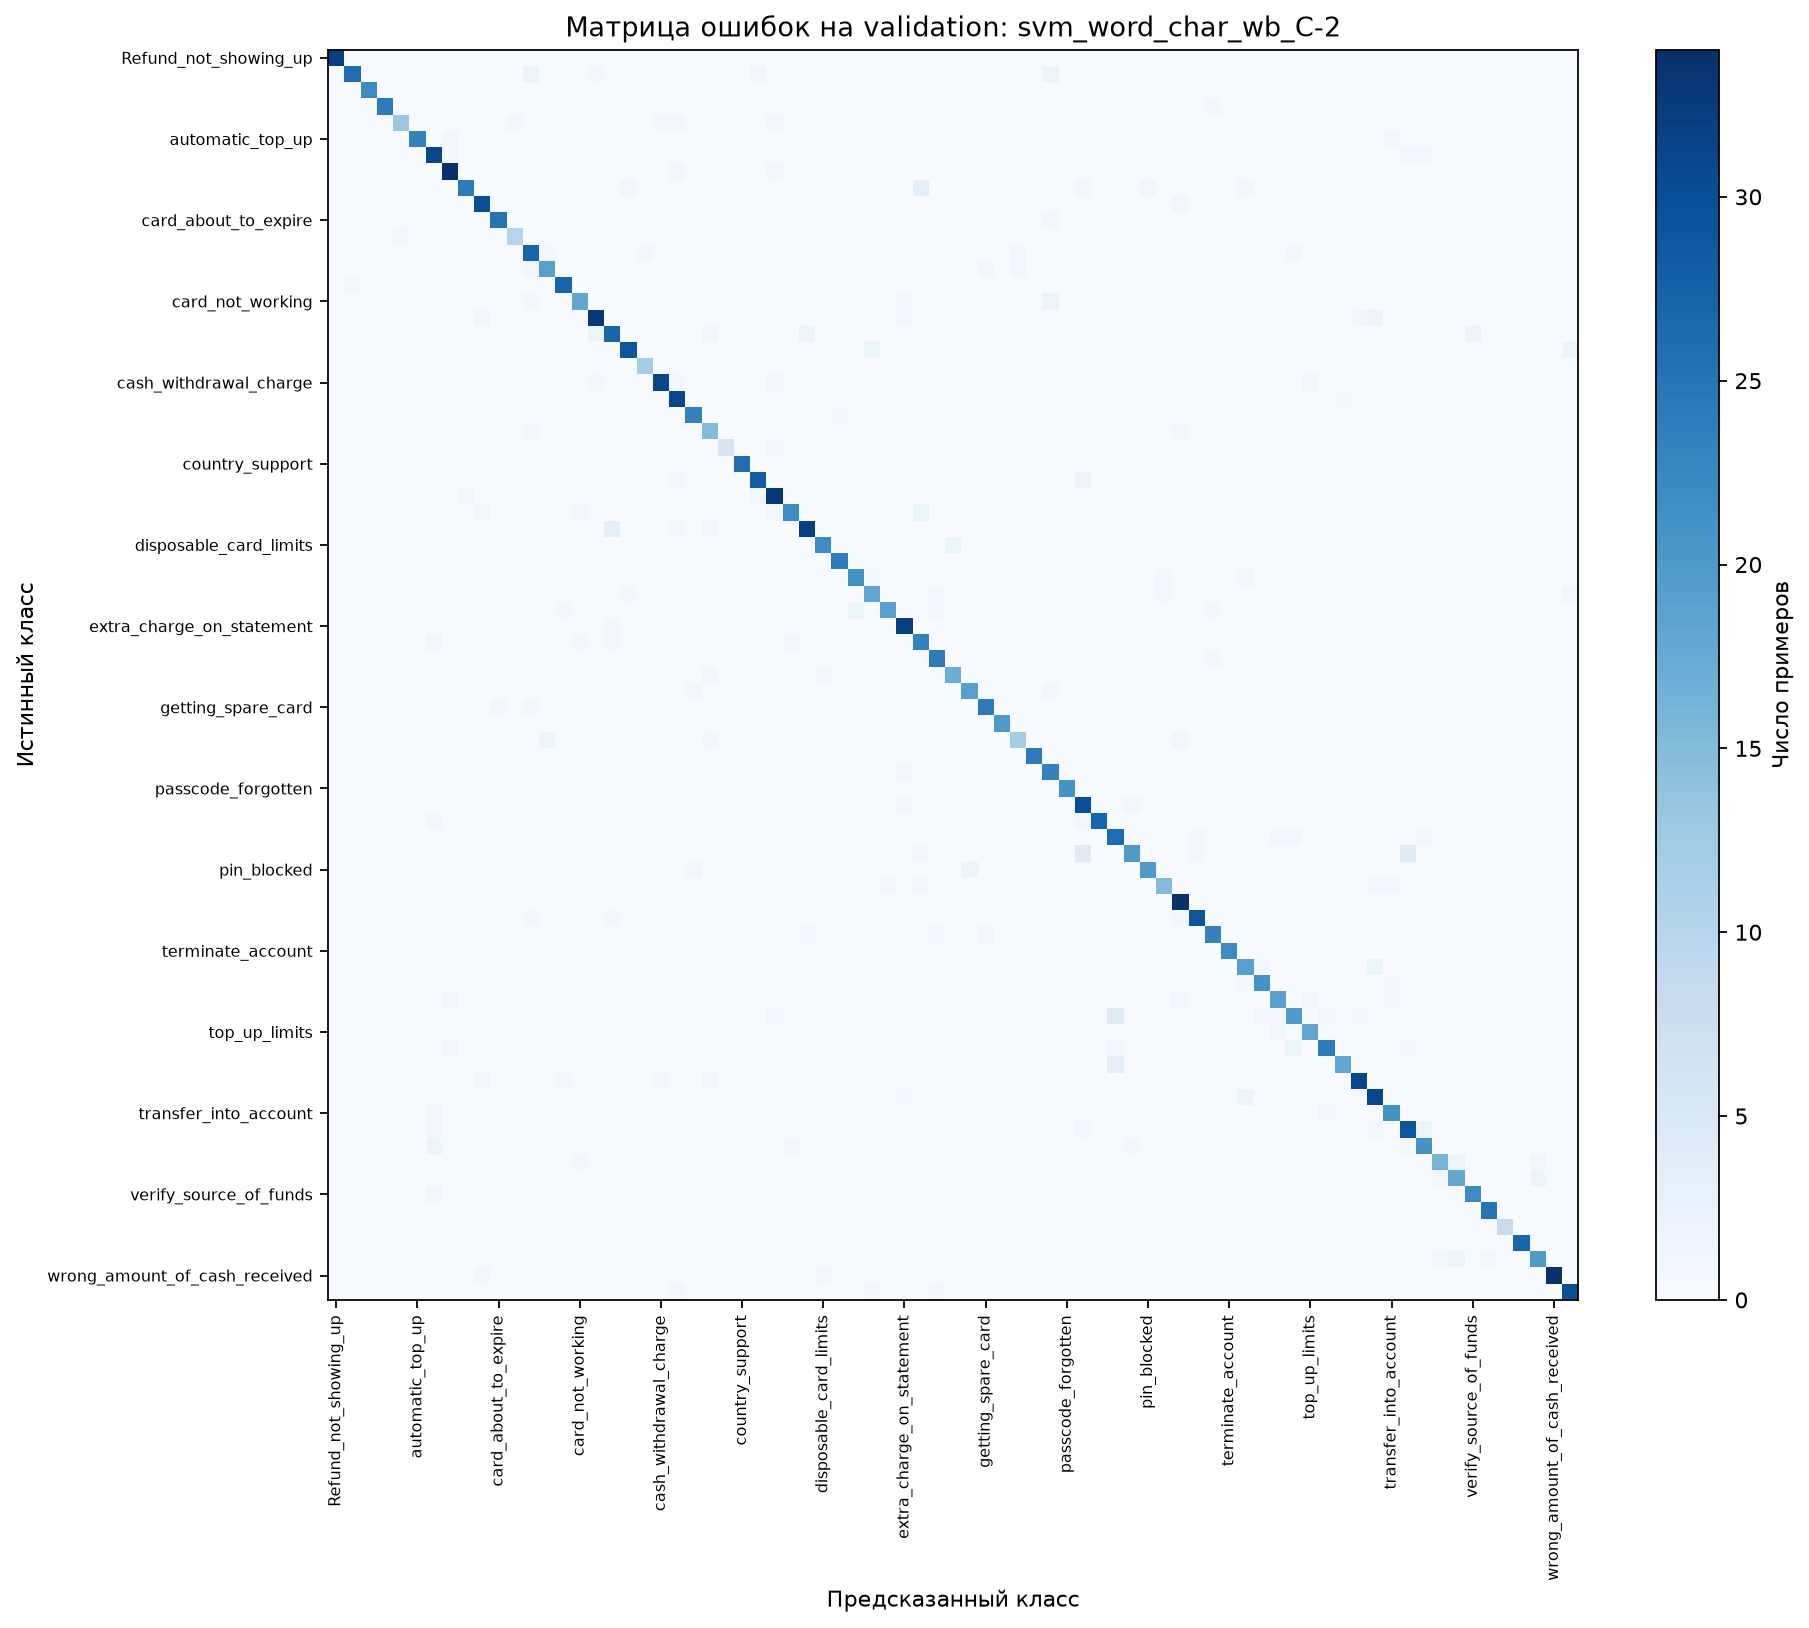 Матрица ошибок на validation: svm_word_char_wb_C-2
Истинный класс
Refund_not_showing_up
automatic_top_up
card_about_to_expire
card_not_working
cash_withdrawal_charge
country_support
disposable_card_limits
extra_charge_on_statement
getting_spare_card
passcode_forgotten
pin_blocked
terminate_account
top_up_limits
transfer_into_account
verify_source_of_funds
wrong_amount_of_cash_received
Refund_not_showing_up
automatic_top_up
card_about_to_expire
card_not_working
cash_withdrawal_charge
country_support
disposable_card_limits
extra_charge_on_statement
getting_spare_card
passcode_forgotten
pin_blocked
terminate_account
top_up_limits
transfer_into_account
verify_source_of_funds
wrong_amount_of_cash_received
Предсказанный класс
30
25
20
15
10
5
0
Число примеров